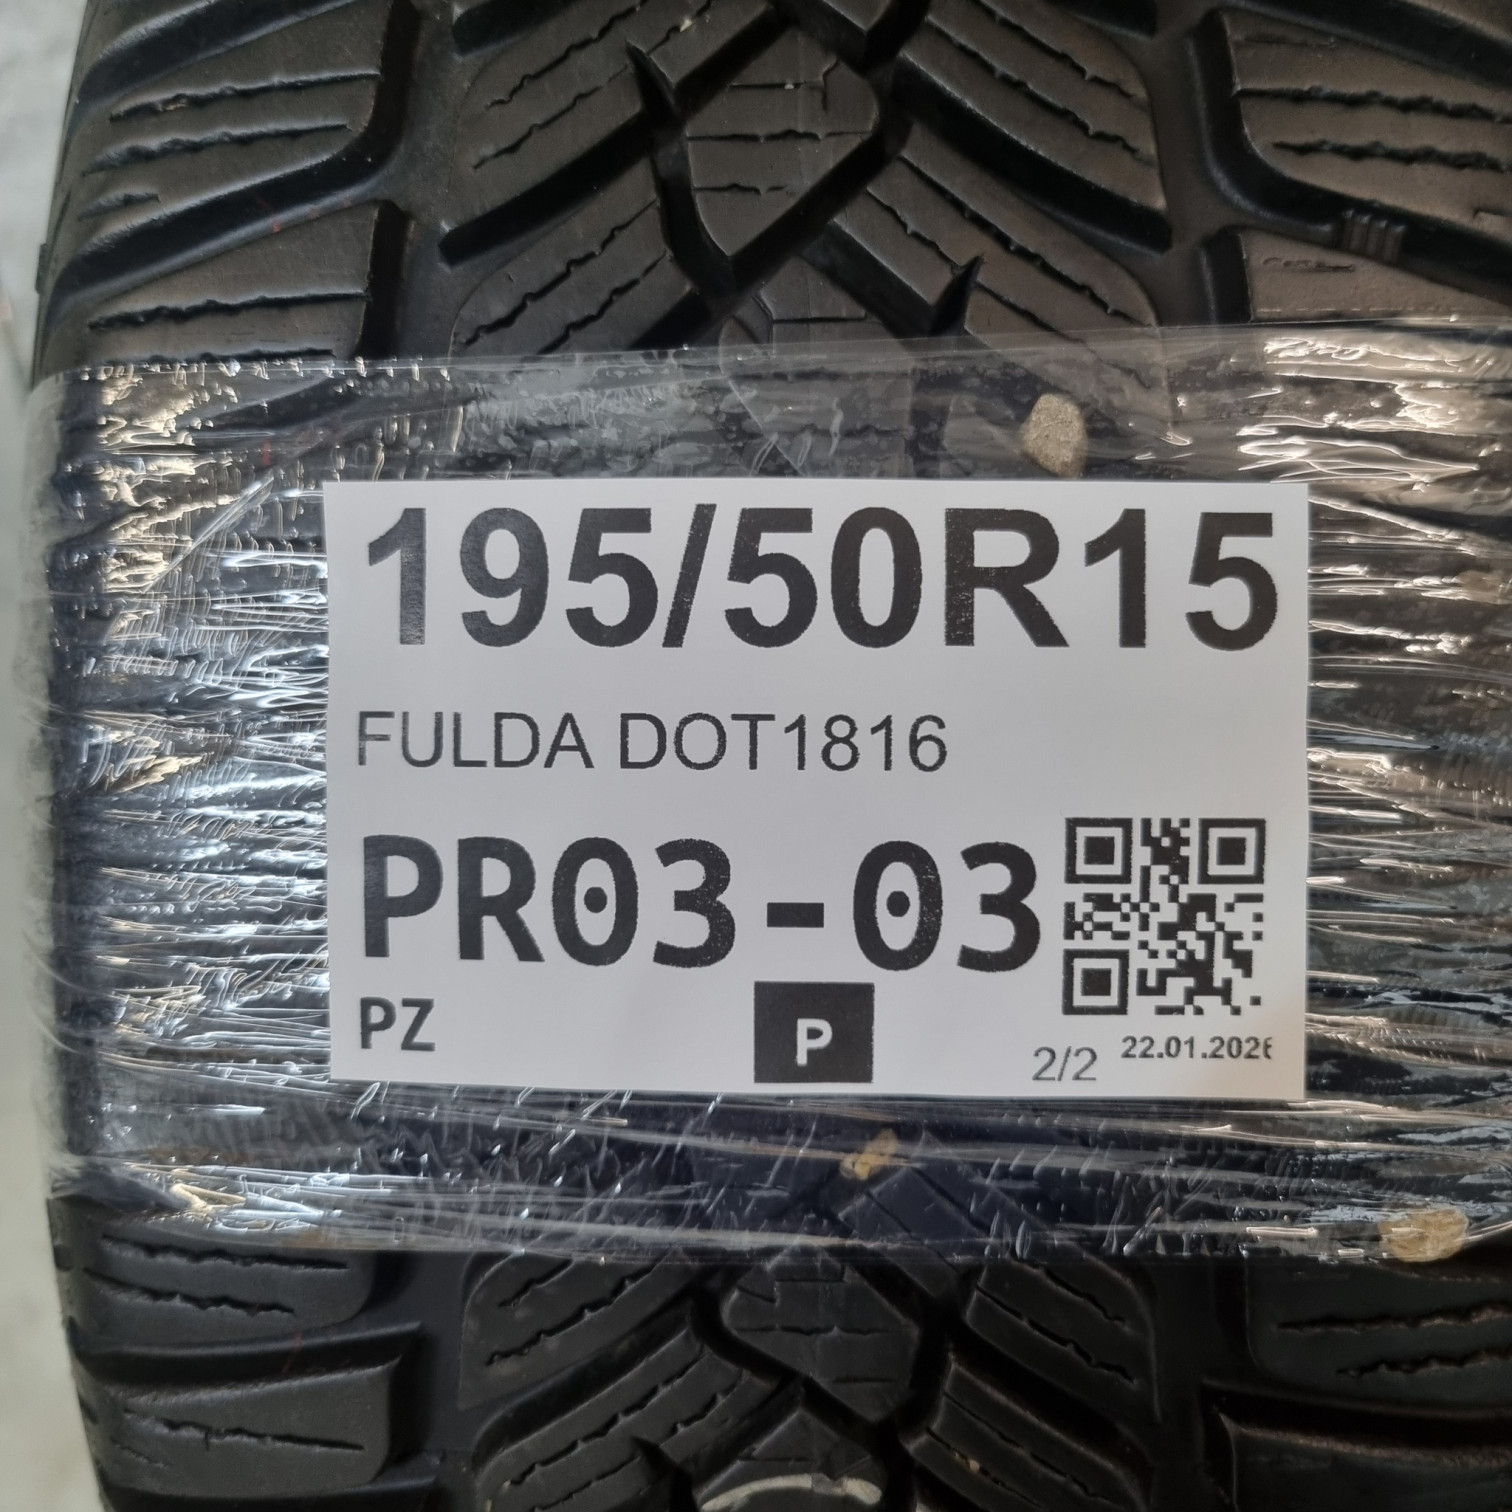 195/50R15
FULDA DOT1816
PR03-03
PZ
P
2/2
22.01.2026